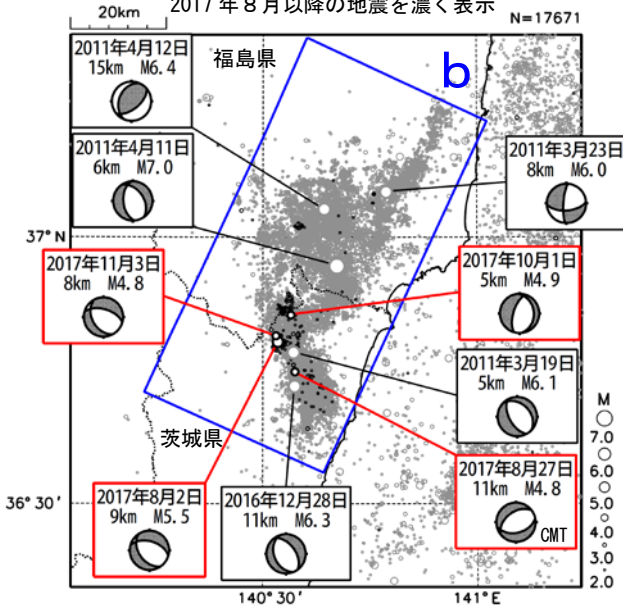 2017年８月以降の地震を濃く表示
20km
N=17671
2011年4月12日
15km M6.4
福島県
b
2011年4月11日
6km M7.0
2011年3月23日
8km M6.0
37°N
2017年11月3日
8km M4.8
2017年10月1日
5km M4.9
2011年3月19日
5km M6.1
茨城県
M
7.0
6.0
5.0
4.0
3.0
2.0
2017年8月27日
11km M4.8
CMT
36°30'
2017年8月2日
9km M5.5
2016年12月28日
11km M6.3
140°30'
141°E